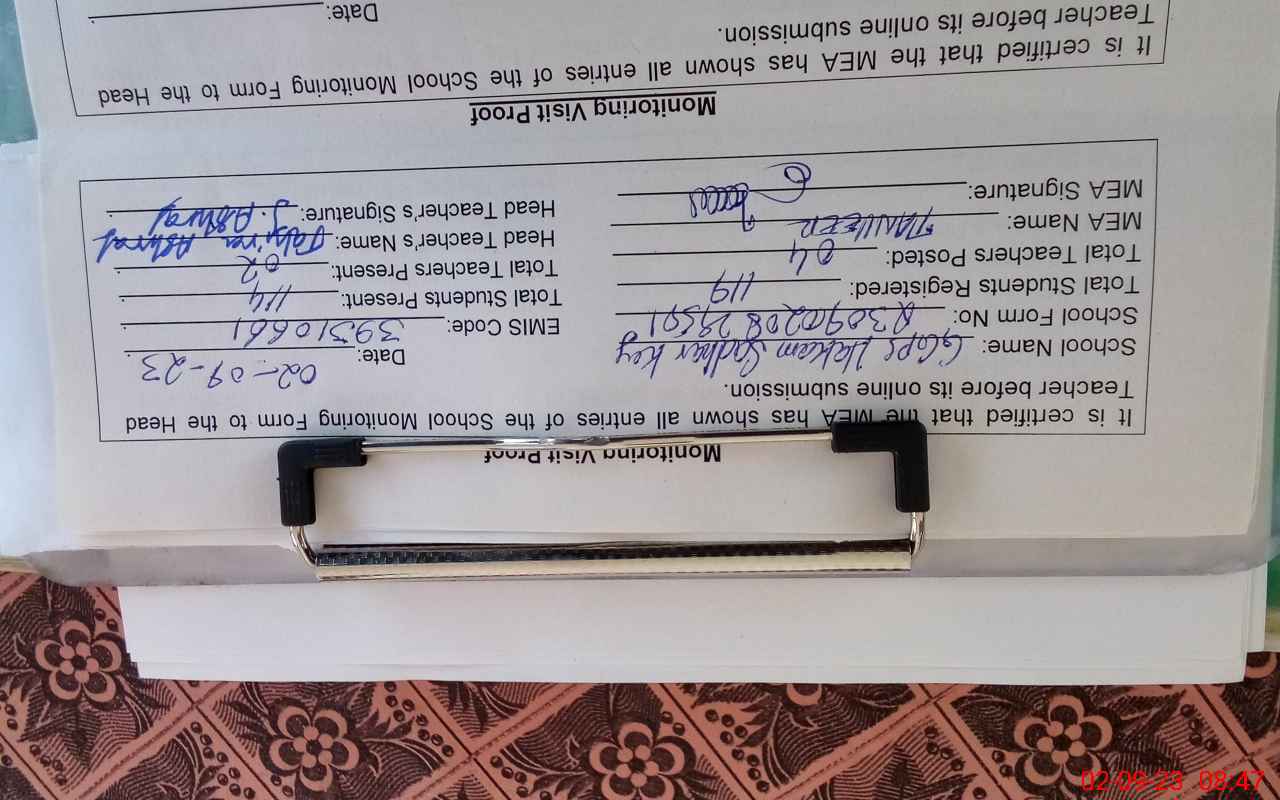 Monitoring Visit Proof
It is certified that the MEA has shown all entries of the School Monitoring Form to the Head
Teacher before its online submission.
Date: 02-09-23
School Name: GGPS Hakam
School Form No: EMIS Code: 39310661
Total Students Registered: 119 Total Students Present: 114
Total Teachers Posted: 04 Total Teachers Present: 02
MEA Name: TANVEER Head Teacher's Name: Ashraf
MEA Signature: Head Teacher's Signature: J. Ashraf
Monitoring Visit Proof
It is certified that the MEA has shown all entries of the School Monitoring Form to the Head
Teacher before its online submission.
Date:
02-09-23 08:47